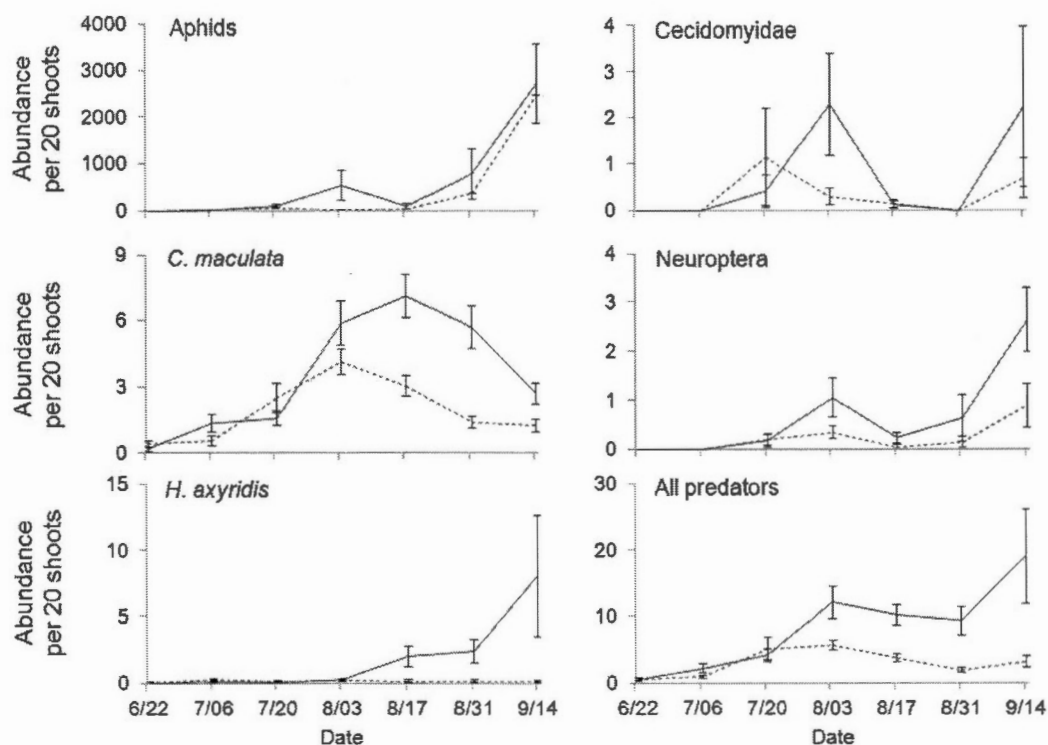 Aphids
4000
3000
2000
1000
0
Abundance
per 20 shoots
Cecidomyidae
4
3
2
1
0
C. maculata
9
6
3
0
Abundance
per 20 shoots
Neuroptera
4
3
2
1
0
H. axyridis
15
10
5
0
Abundance
per 20 shoots
6/22 7/06 7/20 8/03 8/17 8/31 9/14
Date
All predators
30
20
10
0
6/22 7/06 7/20 8/03 8/17 8/31 9/14
Date